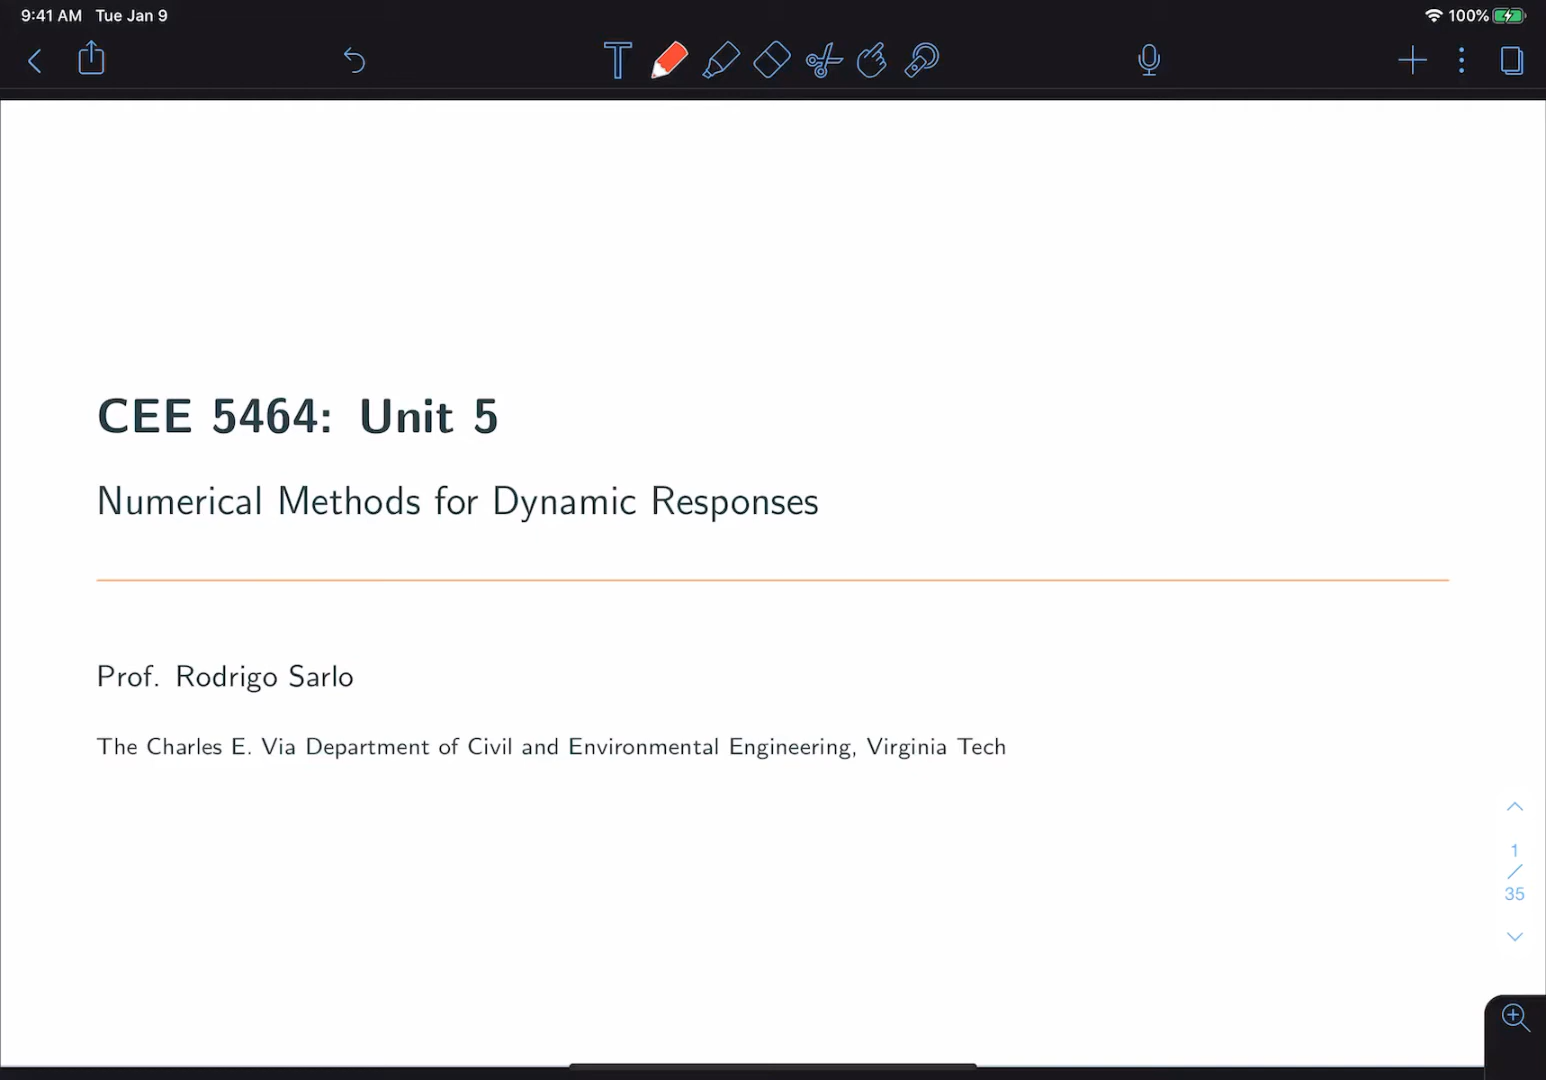 9:41 AM Tue Jan 9
100%
CEE 5464: Unit 5
Numerical Methods for Dynamic Responses
Prof. Rodrigo Sarlo
The Charles E. Via Department of Civil and Environmental Engineering, Virginia Tech
1
/
35